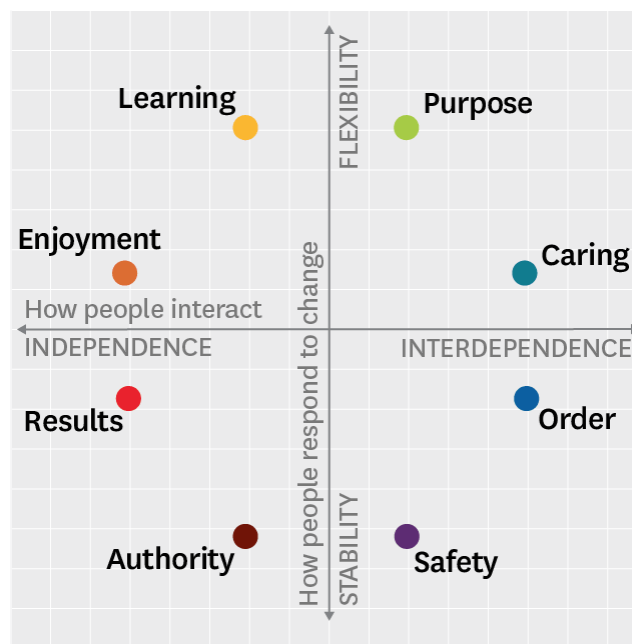 Learning
Purpose
FLEXIBILITY
Enjoyment
Caring
How people interact
INDEPENDENCE
INTERDEPENDENCE
How people respond to change
Results
Order
Authority
Safety
STABILITY